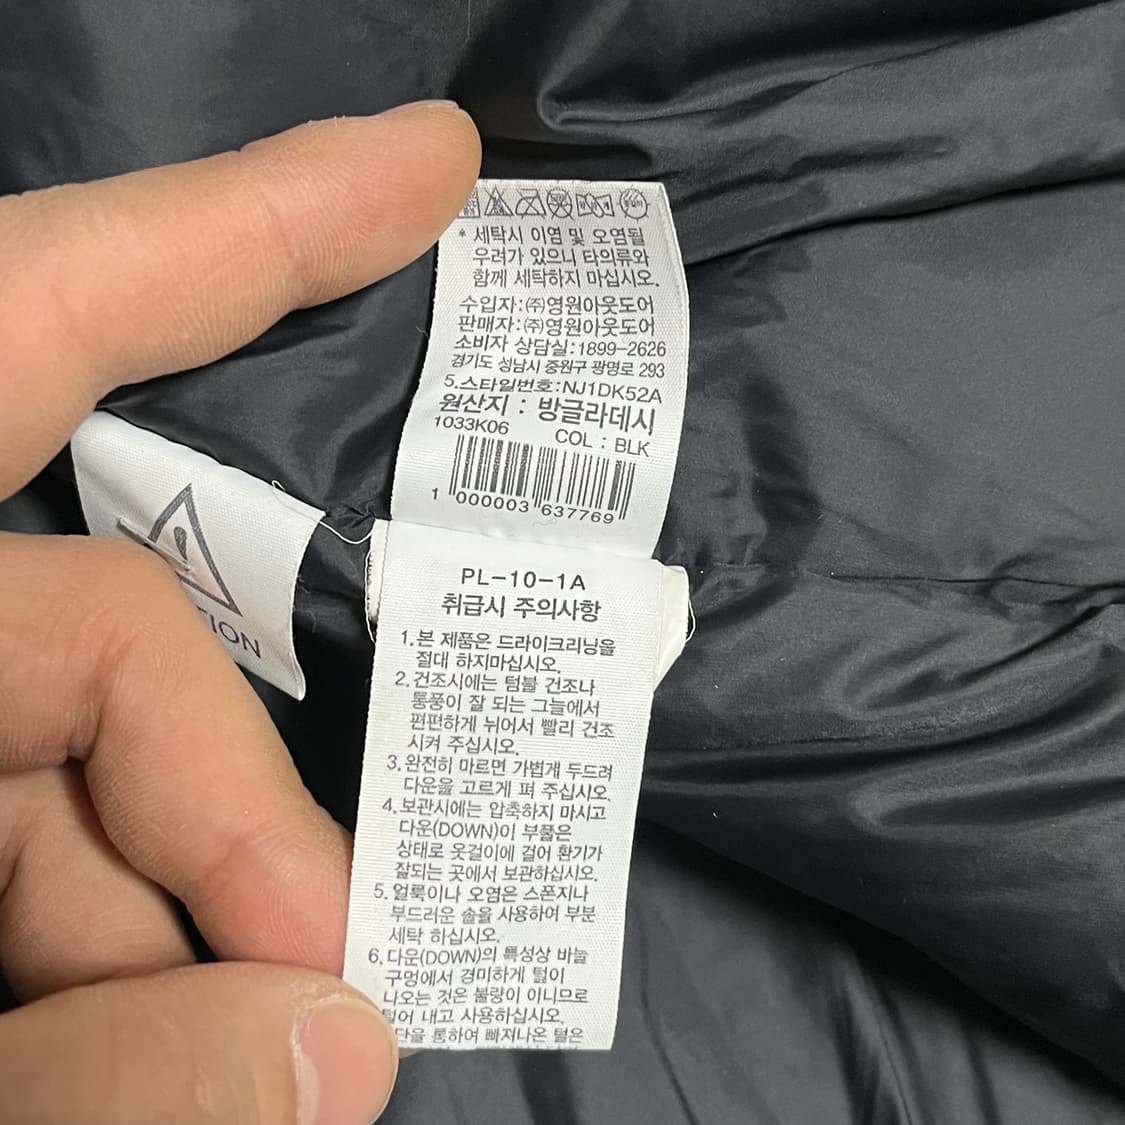 * 세탁시 이염 및 오염될
우려가 있으니 타의류와
함께 세탁하지 마십시오.
수입자:㈜영원아웃도어
판매자:㈜영원아웃도어
소비자 상담실:1899-2626
경기도 성남시 중원구 광명로 293
5.스타일번호:NJ1DK52A
원산지 : 방글라데시
1033K06 COL : BLK
1 000003 637769
TION
PL-10-1A
취급시 주의사항
1.본 제품은 드라이크리닝을
절대 하지마십시오.
2.건조시에는 텀블 건조나
통풍이 잘 되는 그늘에서
편편하게 뉘어서 빨리 건조
시켜 주십시오.
3.완전히 마르면 가볍게 두드려
다운을 고르게 펴 주십시오.
4.보관시에는 압축하지 마시고
다운(DOWN)이 부풂은
상태로 옷걸이에 걸어 환기가
잘되는 곳에서 보관하십시오.
5.얼룩이나 오염은 스폰지나
부드러운 솔을 사용하여 부분
세탁 하십시오.
6.다운(DOWN)의 특성상 바늘
구멍에서 경미하게 털이
나오는 것은 불량이 아니므로
털어 내고 사용하십시오.
단을 통하여 빠져나온 털은